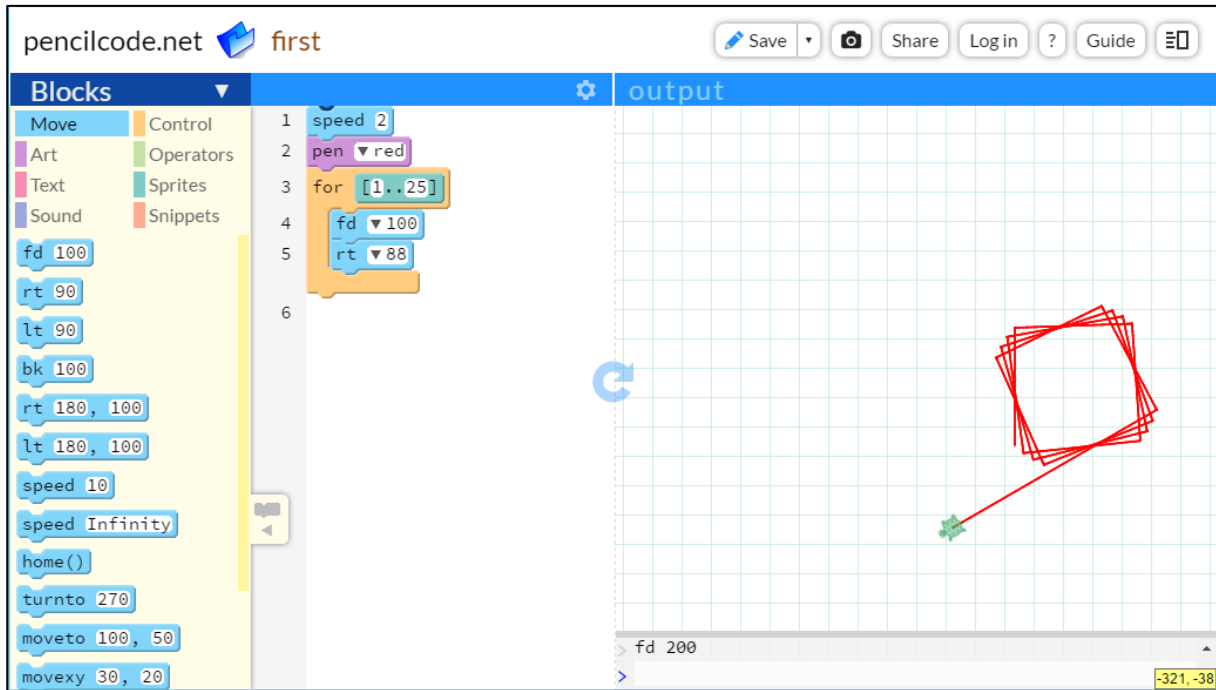 pencilcode.net first Save ▼ Share Log in ? Guide
Blocks ▼ output
Move Control
Art Operators
Text Sprites
Sound Snippets
fd 100
rt 90
lt 90
bk 100
rt 180, 100
lt 180, 100
speed 10
speed Infinity
home()
turnto 270
moveto 100, 50
movexy 30, 20
1 speed 2
2 pen ▼ red
3 for [1..25]
4 fd ▼ 100
5 rt ▼ 88
6
> fd 200
>
-321, -38